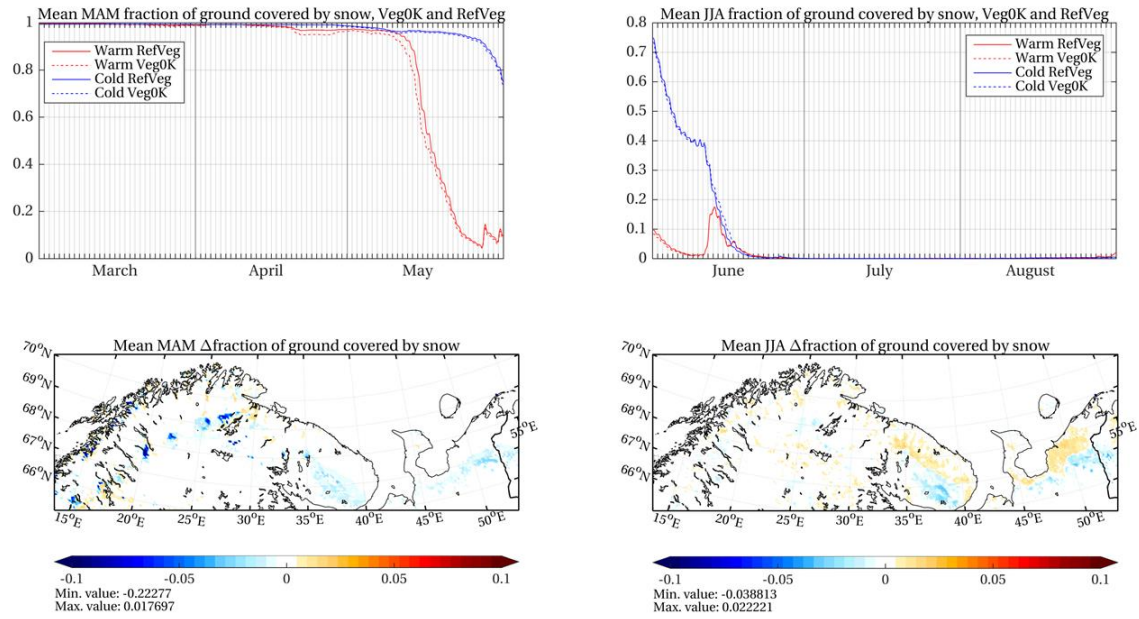 Mean MAM fraction of ground covered by snow, Veg0K and RefVeg
1
0.8
0.6
0.4
0.2
0
Warm RefVeg
Warm Veg0K
Cold RefVeg
Cold Veg0K
March
April
May
Mean JJA fraction of ground covered by snow, Veg0K and RefVeg
0.8
0.7
0.6
0.5
0.4
0.3
0.2
0.1
0
Warm RefVeg
Warm Veg0K
Cold RefVeg
Cold Veg0K
June
July
August
Mean MAM Δfraction of ground covered by snow
70°N
69°N
68°N
67°N
66°N
15°E
20°E
25°E
30°E
35°E
40°E
45°E
50°E
55°E
-0.1
-0.05
0
0.05
0.1
Min. value: -0.22277
Max. value: 0.017697
Mean JJA Δfraction of ground covered by snow
70°N
69°N
68°N
67°N
66°N
15°E
20°E
25°E
30°E
35°E
40°E
45°E
50°E
55°E
-0.1
-0.05
0
0.05
0.1
Min. value: -0.038813
Max. value: 0.022221